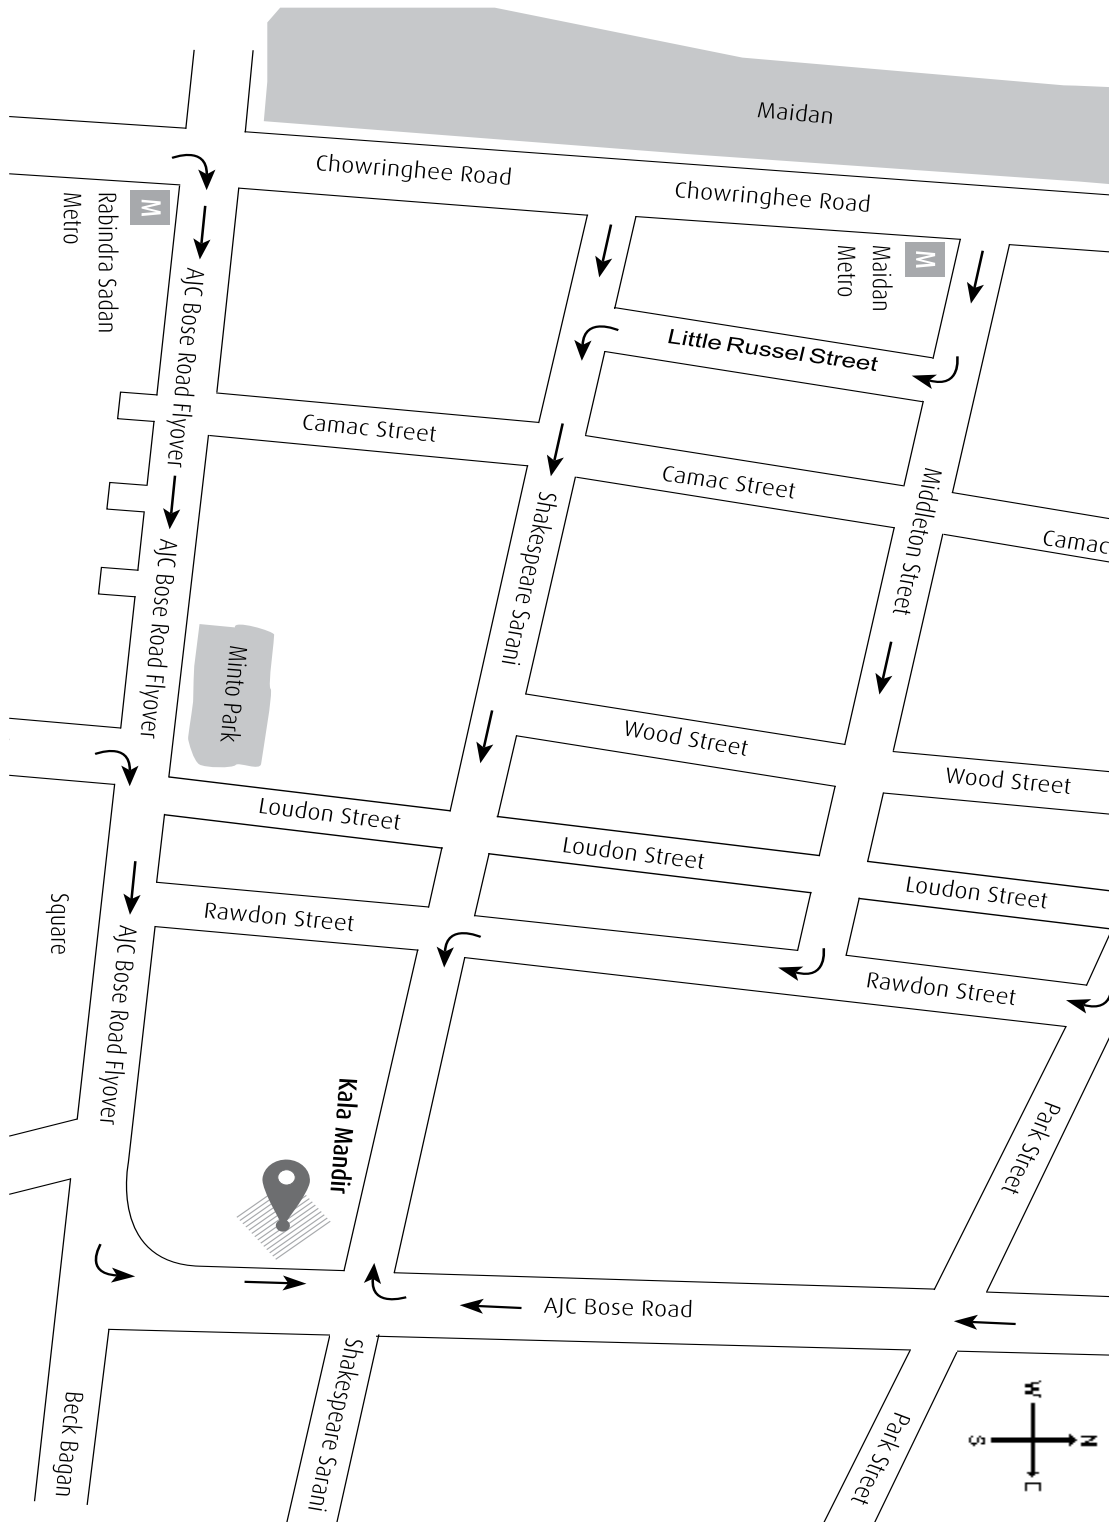 Maidan
Chowringhee Road
Chowringhee Road
M
Rabindra Sadan
Metro
M
Maidan
Metro
AJC Bose Road Flyover
Little Russel Street
Camac Street
Camac Street
Camac
Middleton Street
Shakespeare Sarani
AJC Bose Road Flyover
Minto Park
Wood Street
Wood Street
Loudon Street
Loudon Street
Loudon Street
Square
Rawdon Street
Rawdon Street
AJC Bose Road Flyover
Kala Mandir
Park Street
AJC Bose Road
Shakespeare Sarani
Beck Bagan
Park Street
W
N
S